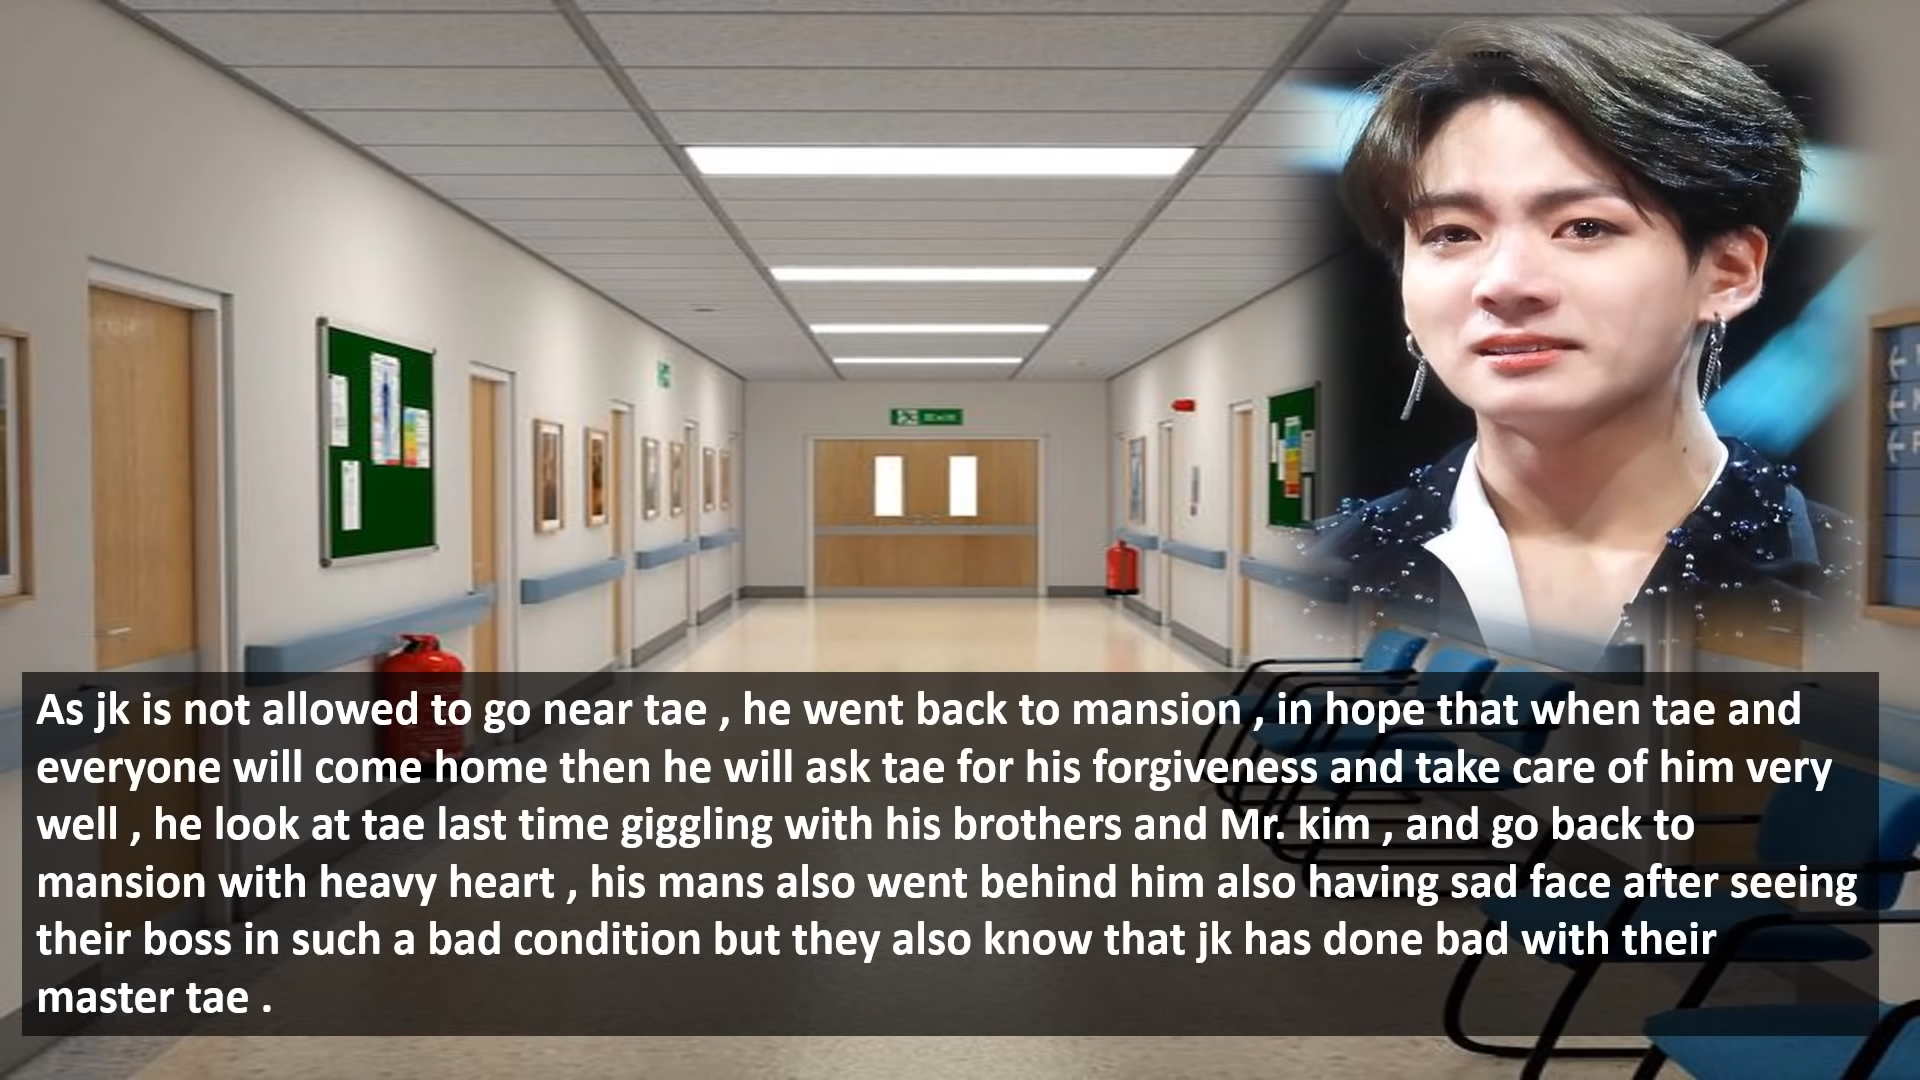 EXIT
As jk is not allowed to go near tae , he went back to mansion , in hope that when tae and
everyone will come home then he will ask tae for his forgiveness and take care of him very
well , he look at tae last time giggling with his brothers and Mr. kim , and go back to
mansion with heavy heart , his mans also went behind him also having sad face after seeing
their boss in such a bad condition but they also know that jk has done bad with their
master tae .